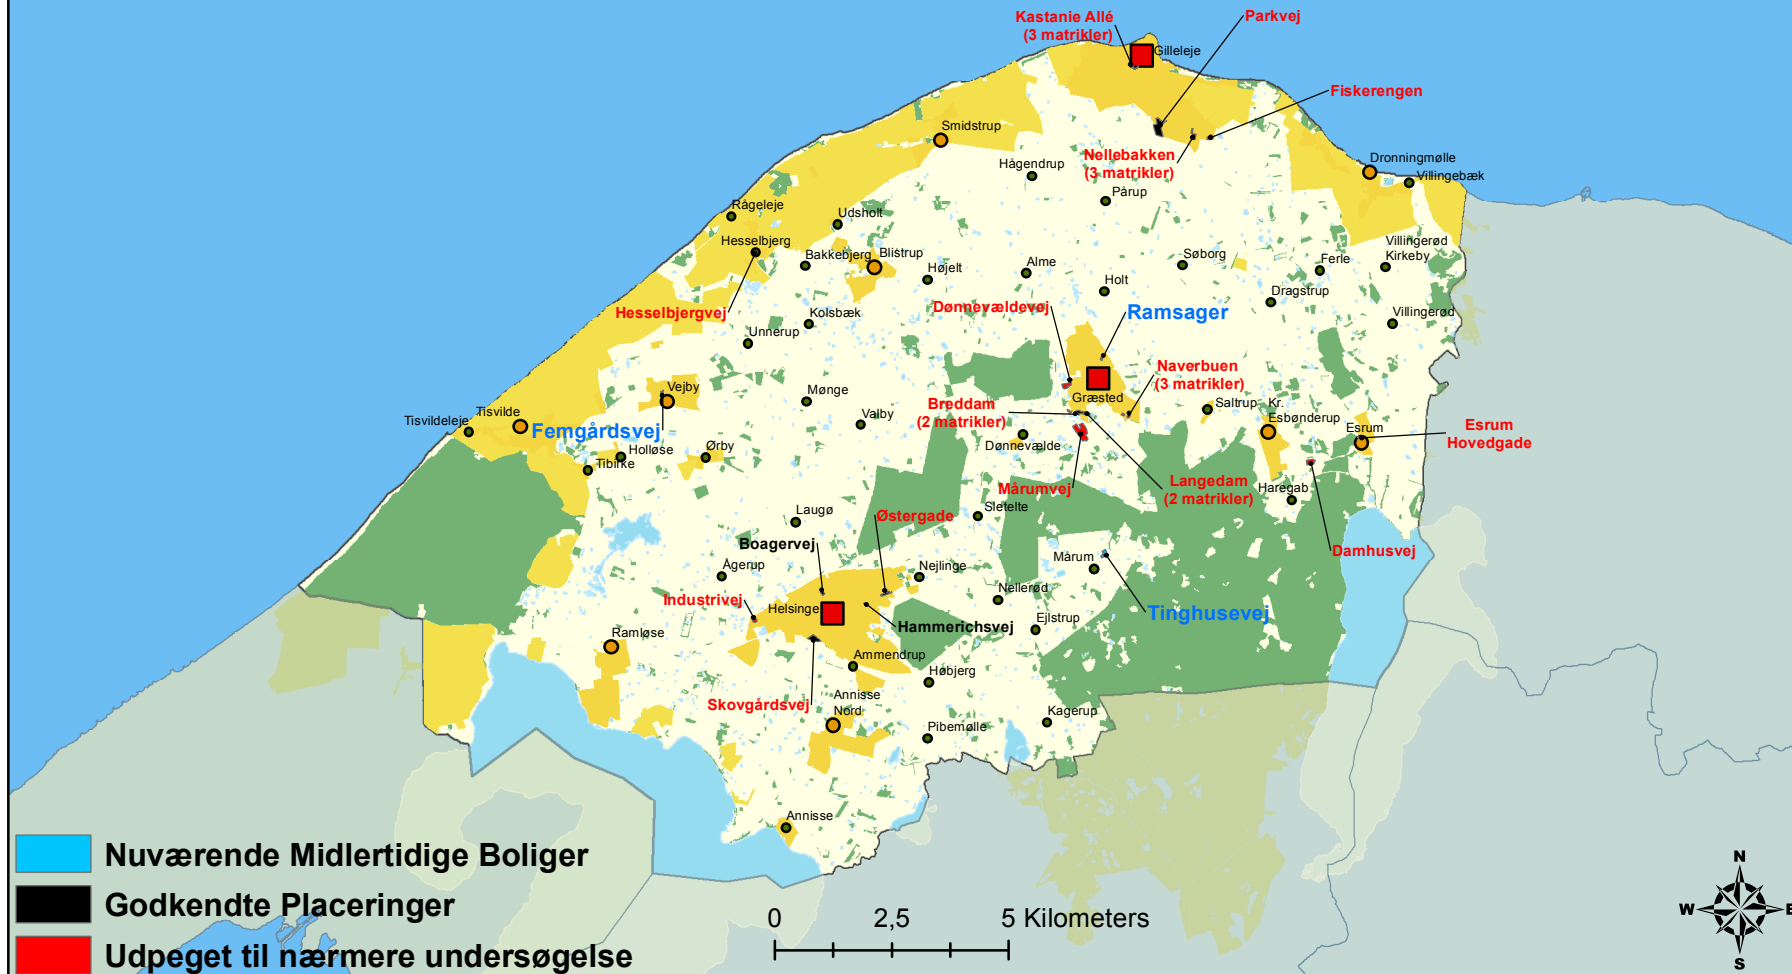 Kastanie Allé
(3 matrikler)
Parkvej
Gilleleje
Fiskerengen
Smidstrup
Nellebakken
(3 matrikler)
Hågendrup
Dronningmølle
Villingebæk
Pårup
Rågeleje
Udsholt
Hesselbjerg
Bakkebjerg
Blistrup
Højelt
Alme
Søborg
Ferle
Villingerød
Kirkeby
Holt
Dragstrup
Hesselbjergvej
Kolsbæk
Dønnevældevej
Ramsager
Villingerød
Unnerup
Naverbuen
(3 matrikler)
Vejby
Mønge
Græsted
Breddam
(2 matrikler)
Saltrup
Kr.
Esbønderup
Esrum
Esrum
Hovedgade
Tisvildeleje
Tisvilde
Femgårdsvej
Valby
Dønnevælde
Holløse
Ørby
Tibirke
Mårumvej
Langedam
(2 matrikler)
Haregab
Laugø
Østergade
Sletelte
Boagervej
Damhusvej
Mårum
Ågerup
Nejlinge
Industrivej
Helsinge
Nellerød
Tinghusevej
Hammerichsvej
Ejlstrup
Ramløse
Ammendrup
Høbjerg
Skovgårdsvej
Annisse
Nord
Kagerup
Pibemølle
Annisse
Nuværende Midlertidige Boliger
Godkendte Placeringer
Udpeget til nærmere undersøgelse
0 2,5 5 Kilometers
N
W E
S